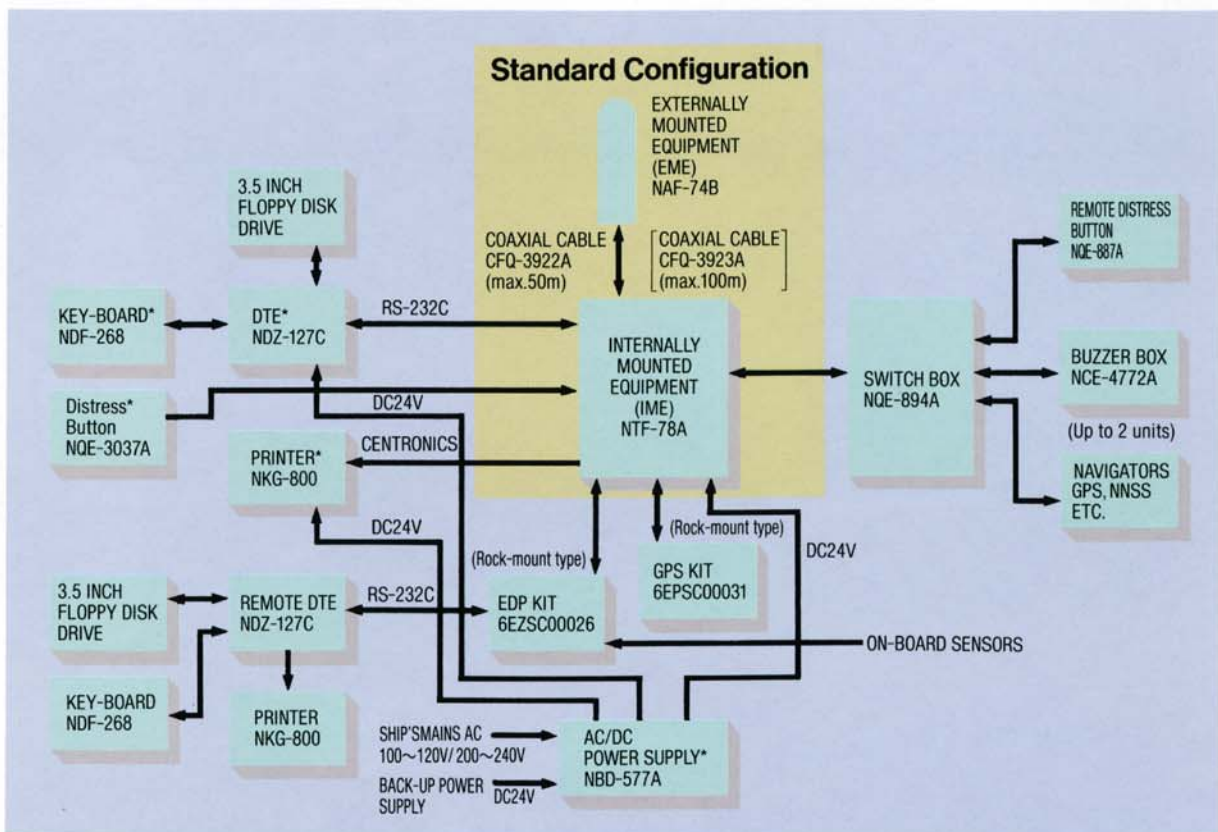 Standard Configuration
EXTERNALLY
MOUNTED
EQUIPMENT
(EME)
NAF-74B
3.5 INCH
FLOPPY DISK
DRIVE
COAXIAL CABLE
CFQ-3922A
(max.50m)
COAXIAL CABLE
CFQ-3923A
(max.100m)
REMOTE DISTRESS
BUTTON
NQE-887A
KEY-BOARD*
NDF-268
DTE*
NDZ-127C
RS-232C
INTERNALLY
MOUNTED
EQUIPMENT
(IME)
NTF-78A
SWITCH BOX
NQE-894A
BUZZER BOX
NCE-4772A
(Up to 2 units)
Distress*
Button
NQE-3037A
DC24V
PRINTER*
NKG-800
CENTRONICS
NAVIGATORS
GPS, NNSS
ETC.
DC24V
(Rock-mount type)
(Rock-mount type)
DC24V
3.5 INCH
FLOPPY DISK
DRIVE
REMOTE DTE
NDZ-127C
RS-232C
EDP KIT
6EZSC00026
GPS KIT
6EPSC00031
ON-BOARD SENSORS
KEY-BOARD
NDF-268
PRINTER
NKG-800
SHIP'SMAINS AC
100~120V/200~240V
BACK-UP POWER
SUPPLY
DC24V
AC/DC
POWER SUPPLY*
NBD-577A